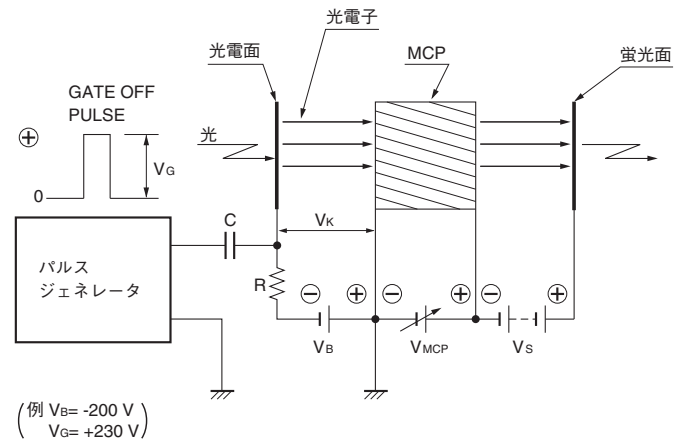 光電子
光電面
MCP
蛍光面
GATE OFF
PULSE
⊕
光
VG
0
VK
C
パルス
ジェネレータ
R
⊖ ⊕ ⊖ ⊕ ⊖ ⊕
VB VMCP VS
(例 VB= -200 V
VG= +230 V)